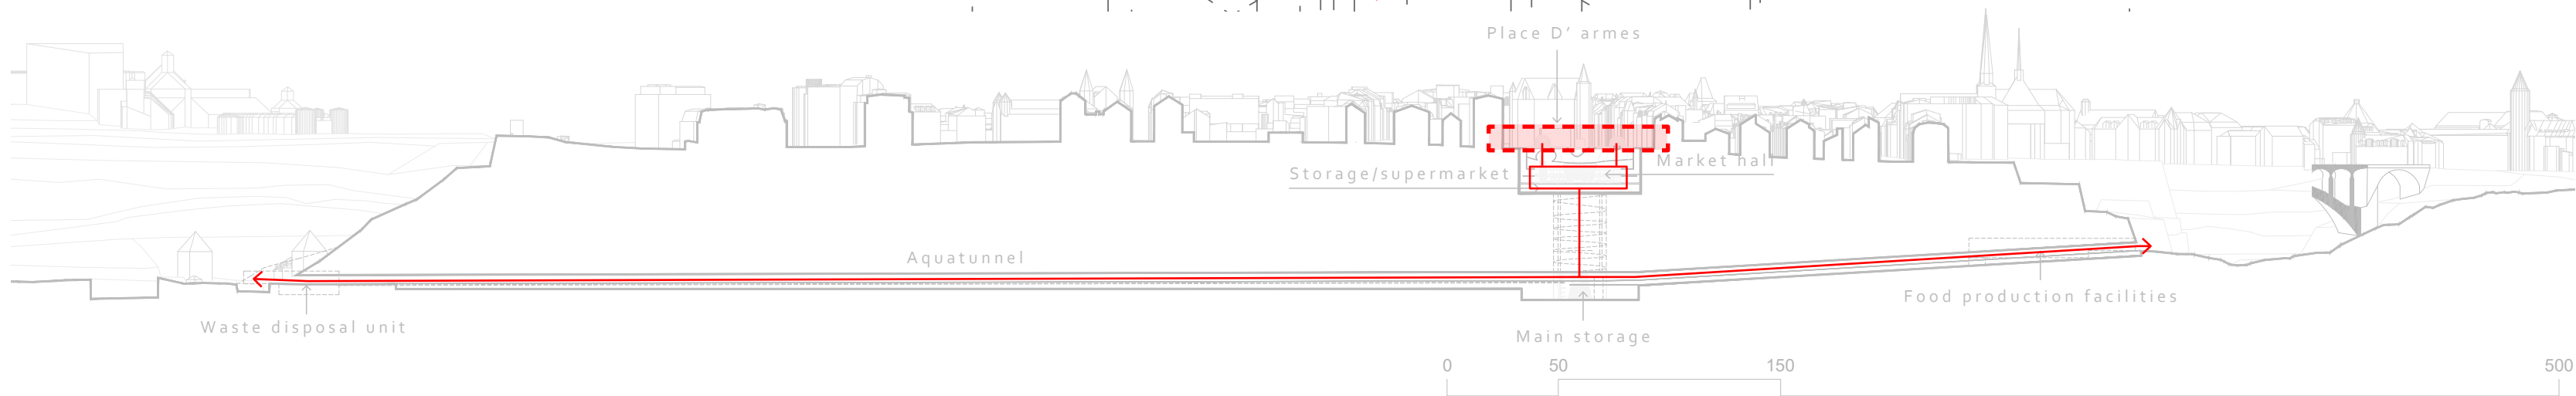 Place D' armes
Market hall
Storage/supermarket
Aquatunnel
Food production facilities
Waste disposal unit
Main storage
0 50 150 500